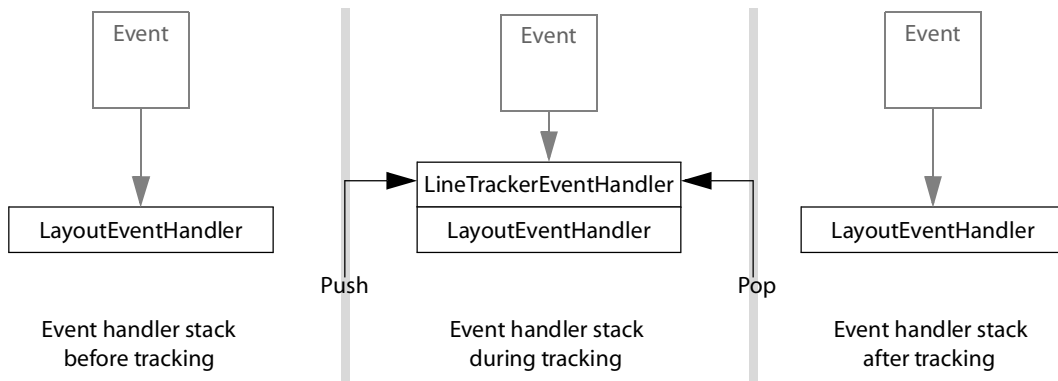 Event
Event
Event
LineTrackerEventHandler
LayoutEventHandler
LayoutEventHandler
LayoutEventHandler
Push
Pop
Event handler stack
before tracking
Event handler stack
during tracking
Event handler stack
after tracking